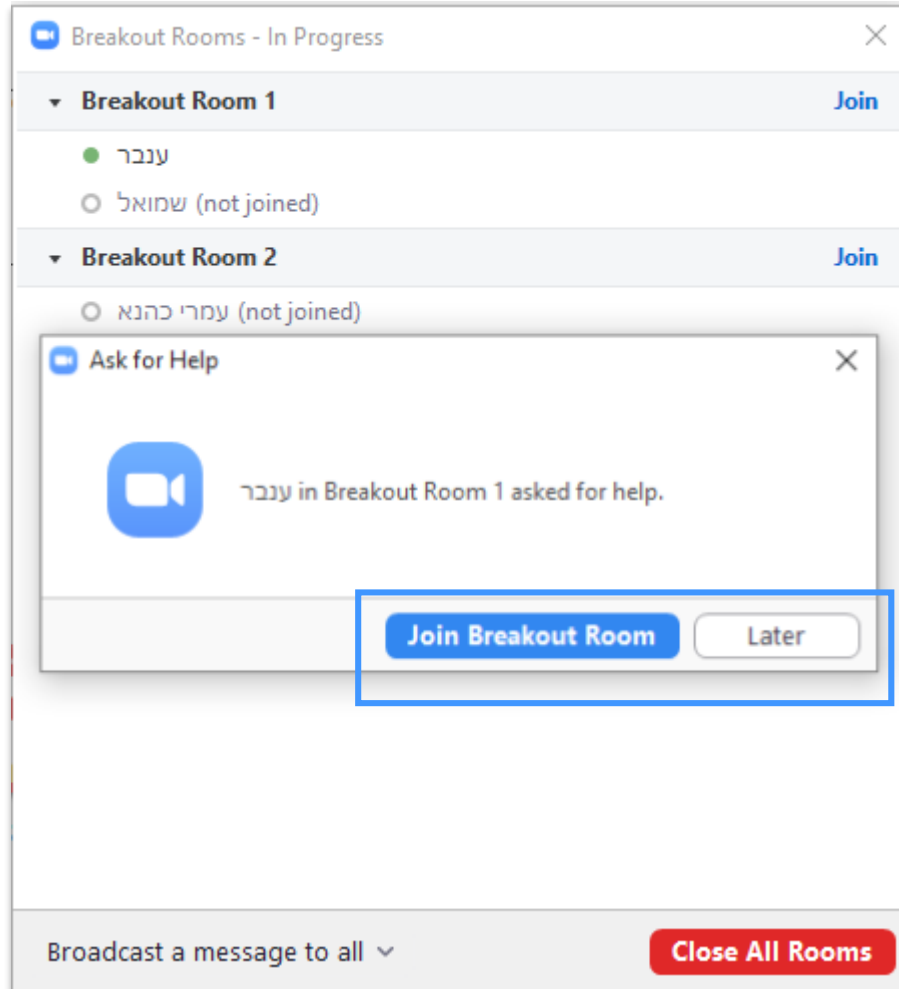 Breakout Rooms - In Progress
Breakout Room 1 Join
ענבר
שמואל (not joined)
Breakout Room 2 Join
עמרי כהנא (not joined)
Ask for Help
ענבר in Breakout Room 1 asked for help.
Join Breakout Room Later
Broadcast a message to all Close All Rooms